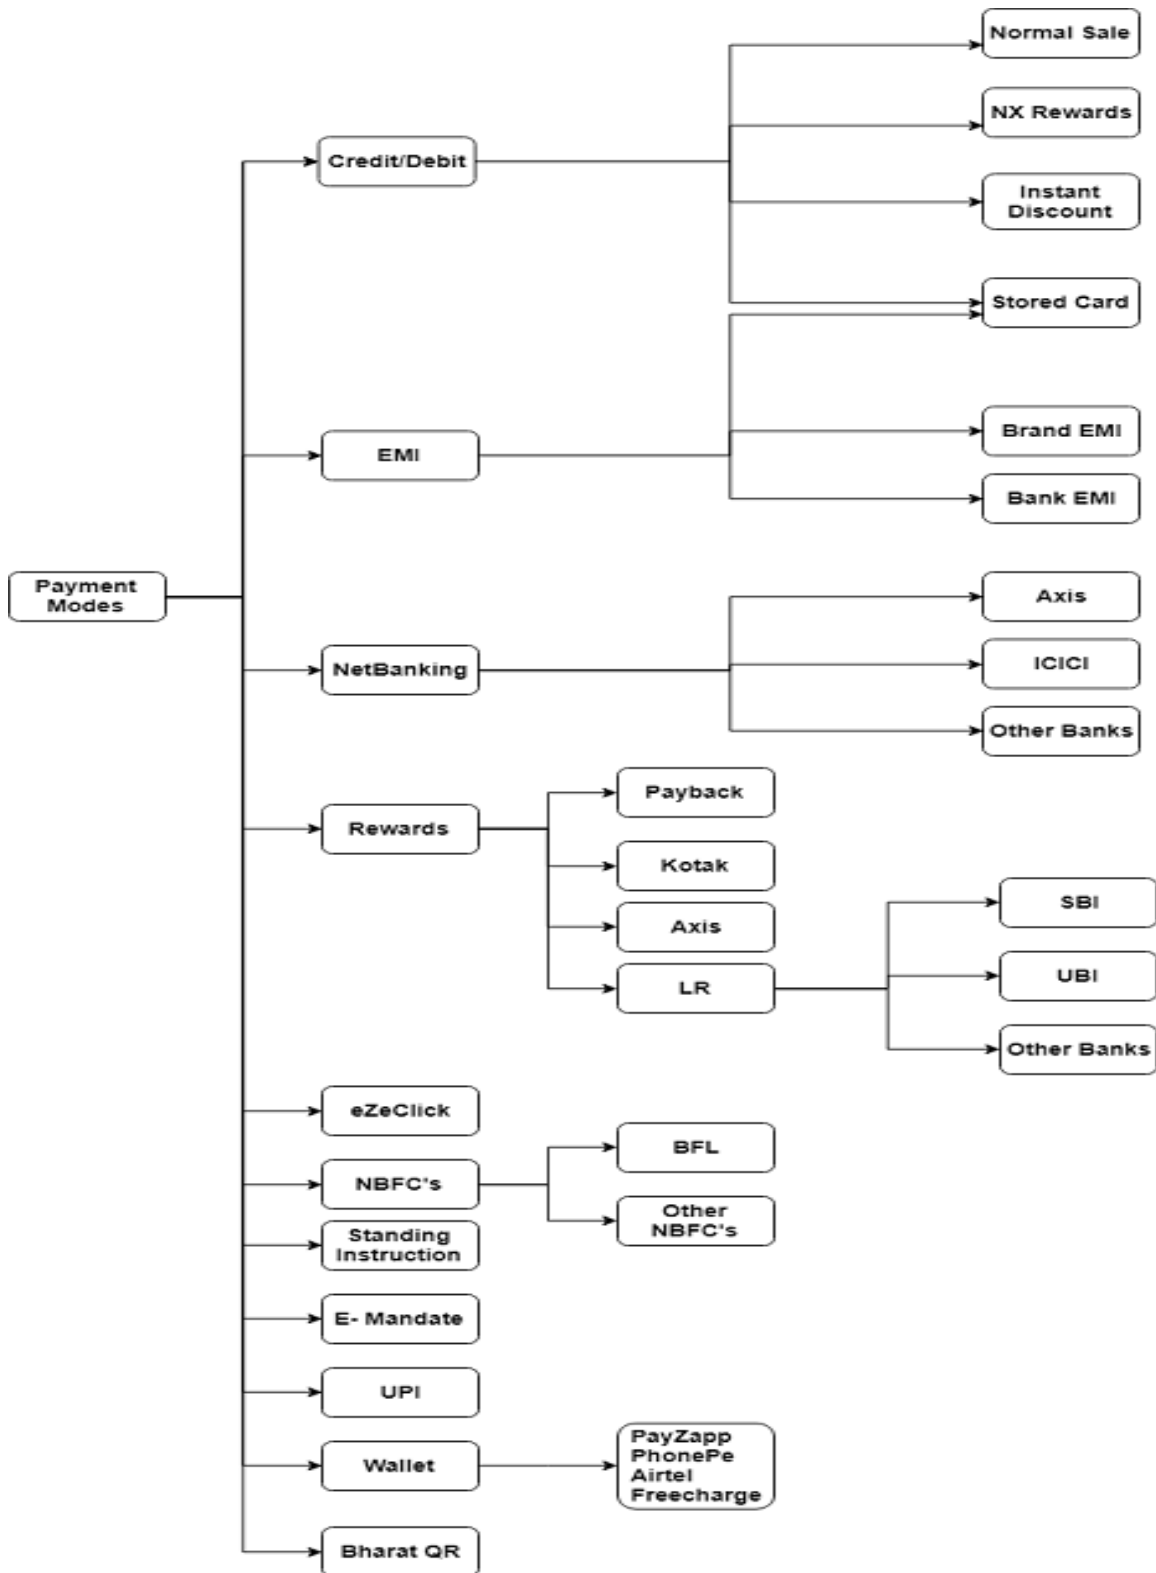 Normal Sale
NX Rewards
Credit/Debit
Instant
Discount
Stored Card
Brand EMI
EMI
Bank EMI
Payment
Modes
Axis
ICICI
NetBanking
Other Banks
Payback
Rewards
Kotak
SBI
Axis
LR
UBI
Other Banks
eZeClick
BFL
NBFC's
Other
NBFC's
Standing
Instruction
E- Mandate
UPI
Wallet
PayZapp
PhonePe
Airtel
Freecharge
Bharat QR